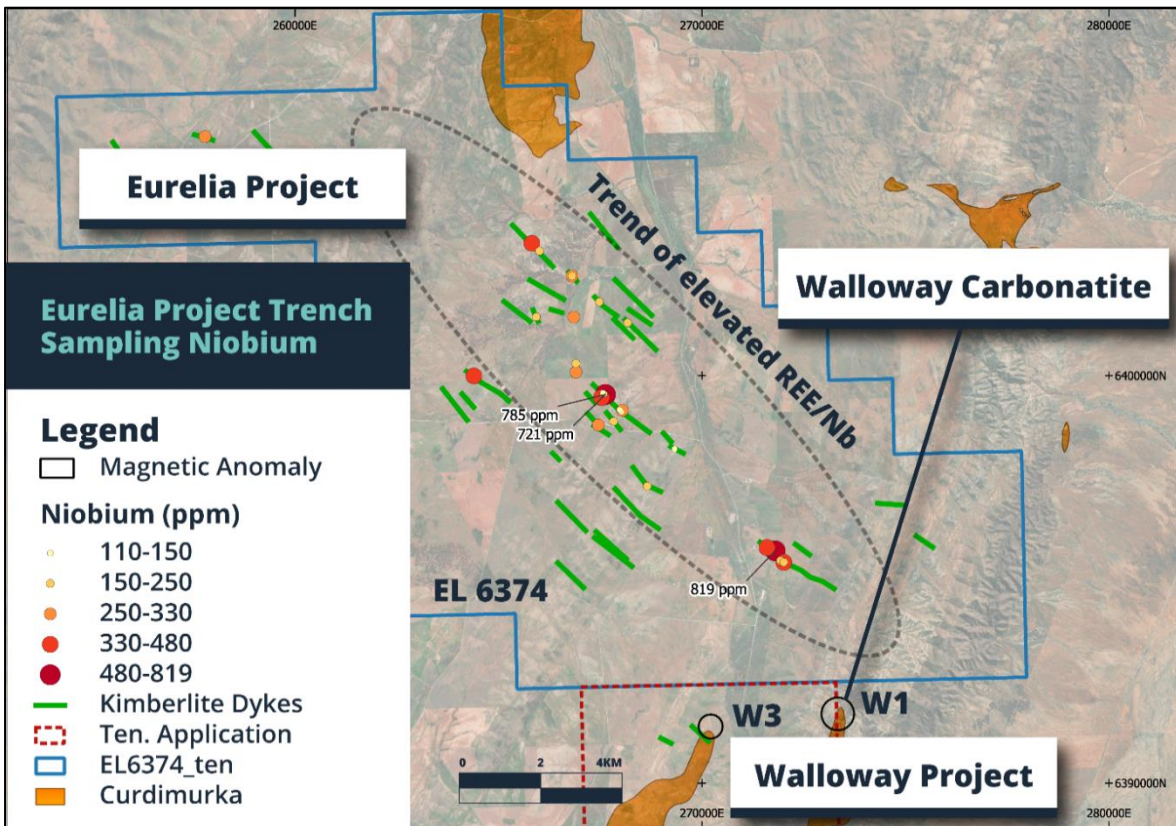 260000E
270000E
280000E
Eurelia Project
Trend of elevated REE/Nb
Walloway Carbonatite
Eurelia Project Trench
Sampling Niobium
6400000N
785 ppm
721 ppm
Legend
Magnetic Anomaly
Niobium (ppm)
110-150
150-250
250-330
330-480
480-819
Kimberlite Dykes
Ten. Application
EL6374_ten
Curdimurka
819 ppm
EL 6374
W3
W1
0 2 4KM
Walloway Project
6390000N
270000E
280000E